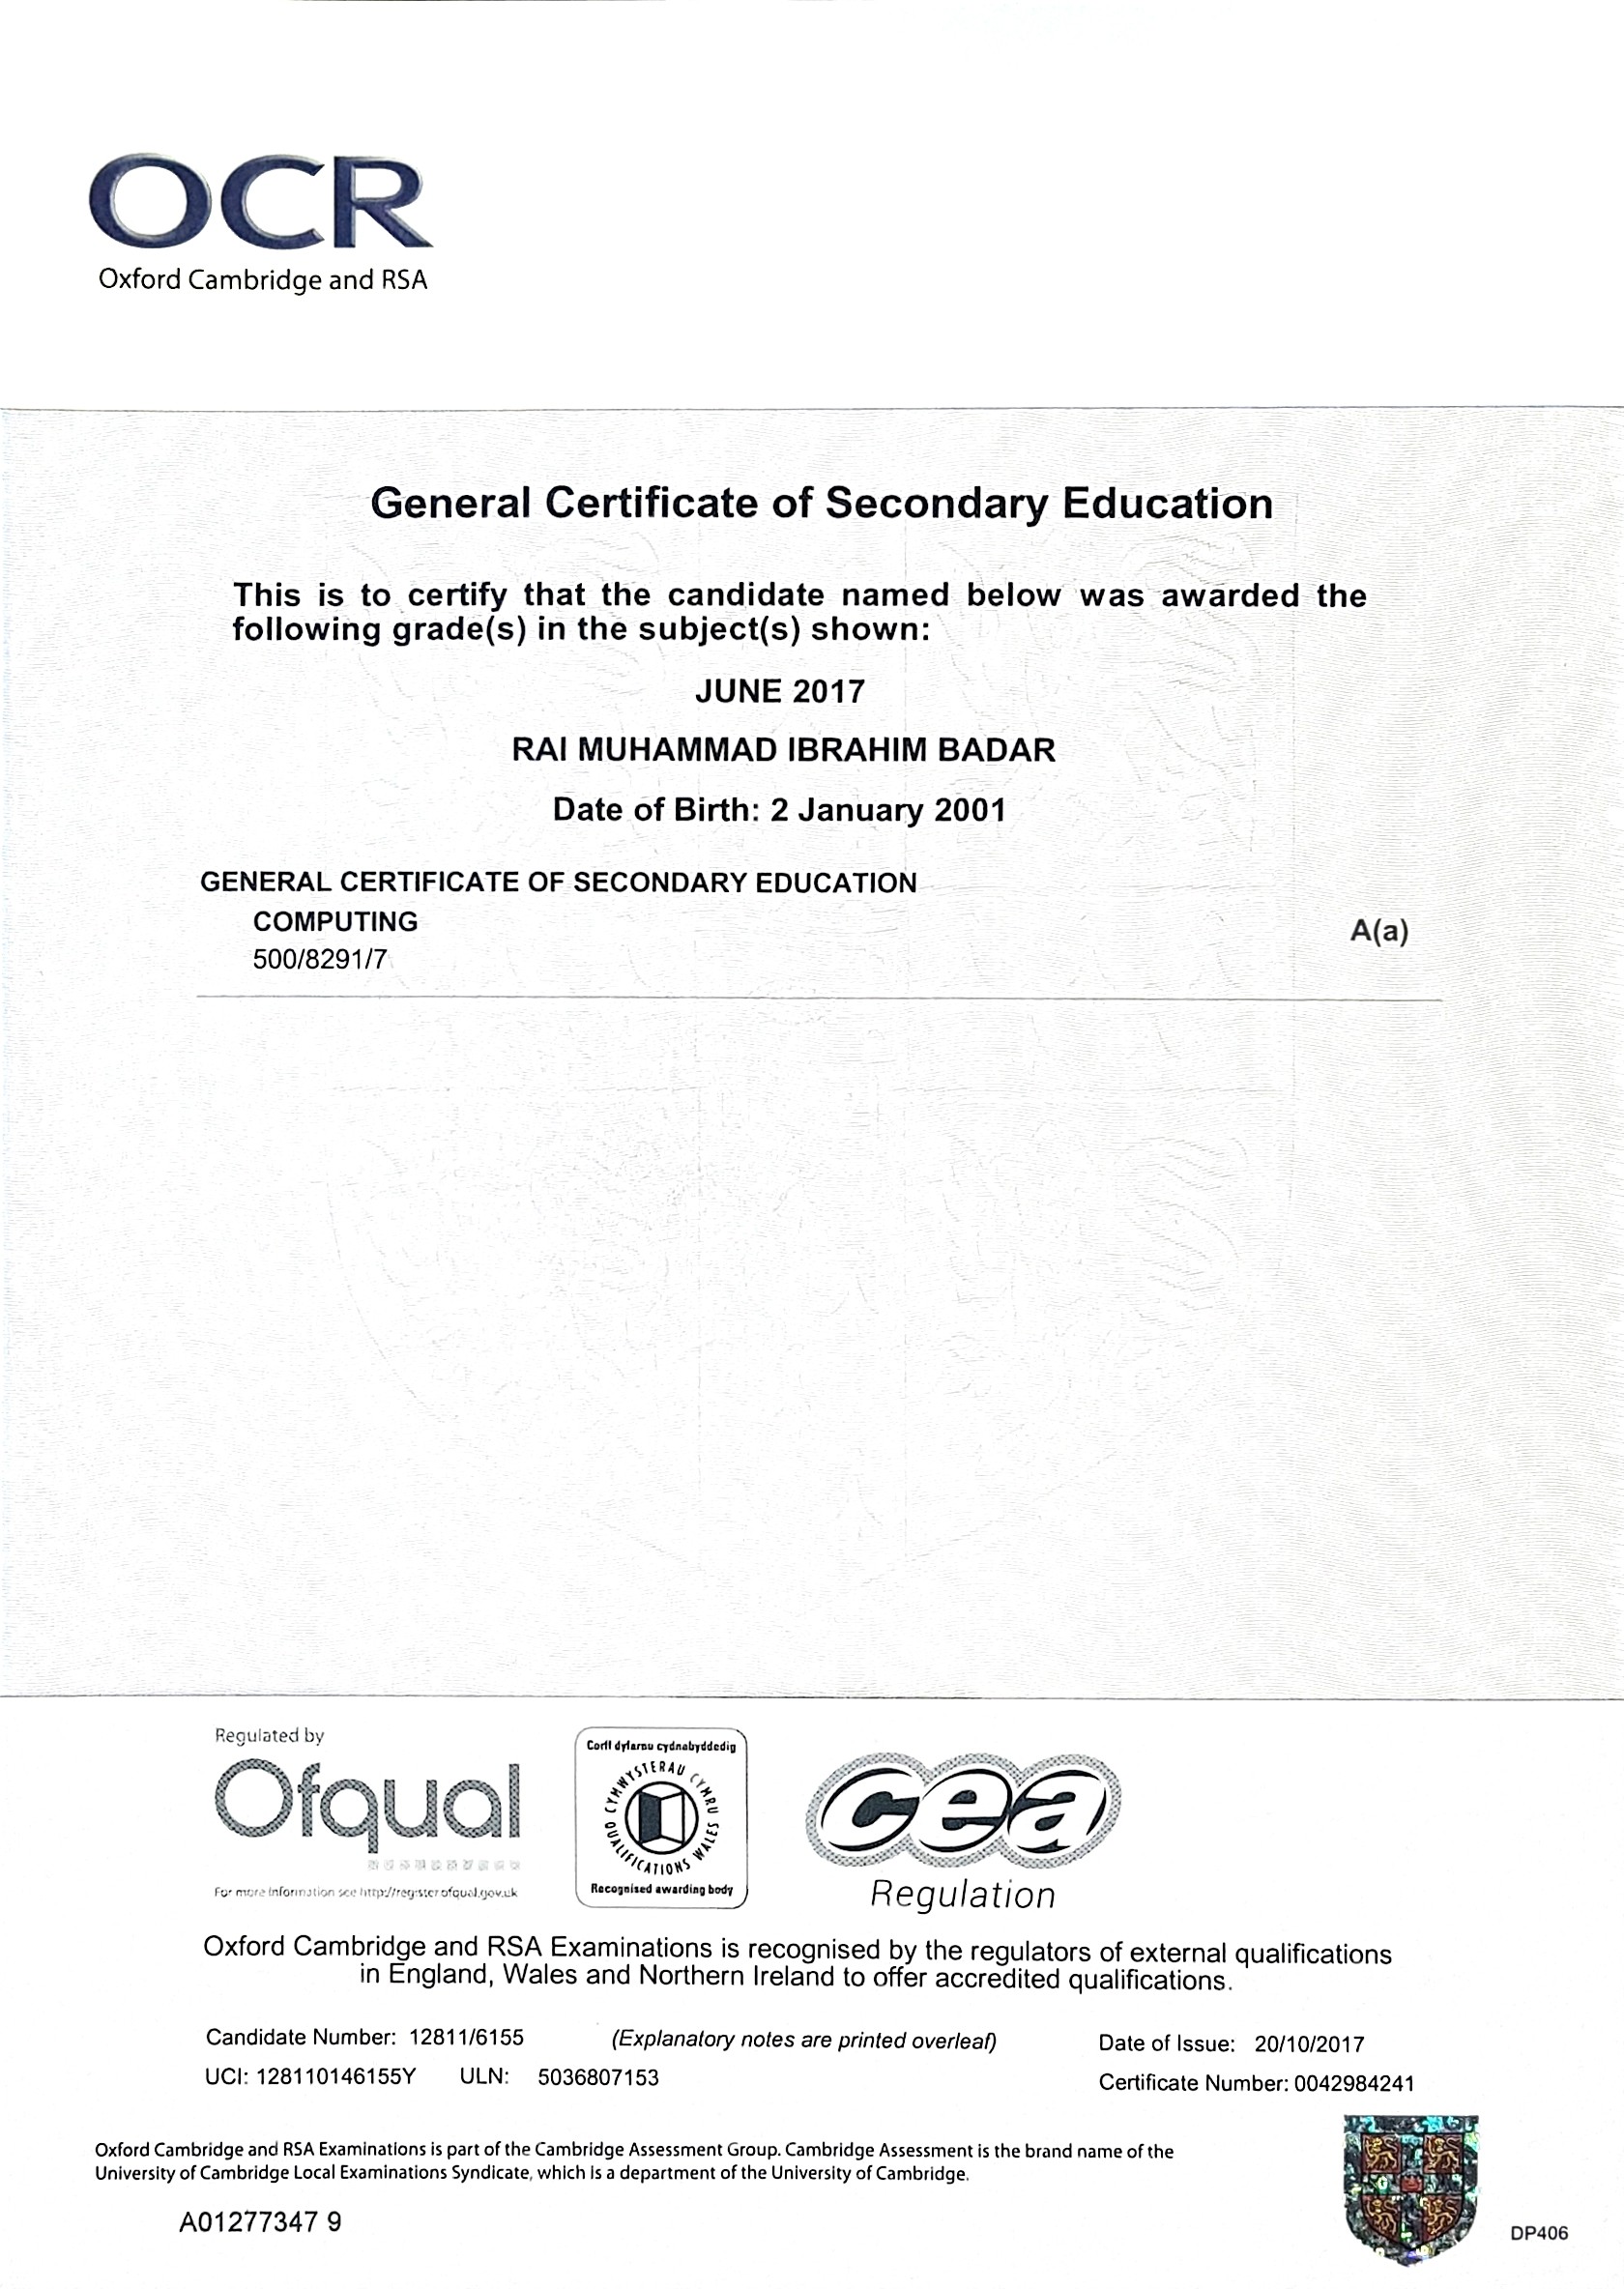 OCR
Oxford Cambridge and RSA
General Certificate of Secondary Education
This is to certify that the candidate named below was awarded the
following grade(s) in the subject(s) shown:
JUNE 2017
RAI MUHAMMAD IBRAHIM BADAR
Date of Birth: 2 January 2001
GENERAL CERTIFICATE OF SECONDARY EDUCATION
COMPUTING
A(a)
500/8291/7
Regulated by
Ofqual
For more information see http://register.ofqual.gov.uk
Corff dyfarnu cydnabyddedig
CYMWYSTERAU CYMRU
QUALIFICATIONS WALES
Recognised awarding body
cea
Regulation
Oxford Cambridge and RSA Examinations is recognised by the regulators of external qualifications
in England, Wales and Northern Ireland to offer accredited qualifications.
Candidate Number: 12811/6155 (Explanatory notes are printed overleaf) Date of Issue: 20/10/2017
UCI: 128110146155Y ULN: 5036807153 Certificate Number: 0042984241
Oxford Cambridge and RSA Examinations is part of the Cambridge Assessment Group. Cambridge Assessment is the brand name of the
University of Cambridge Local Examinations Syndicate, which is a department of the University of Cambridge.
A01277347 9
DP406